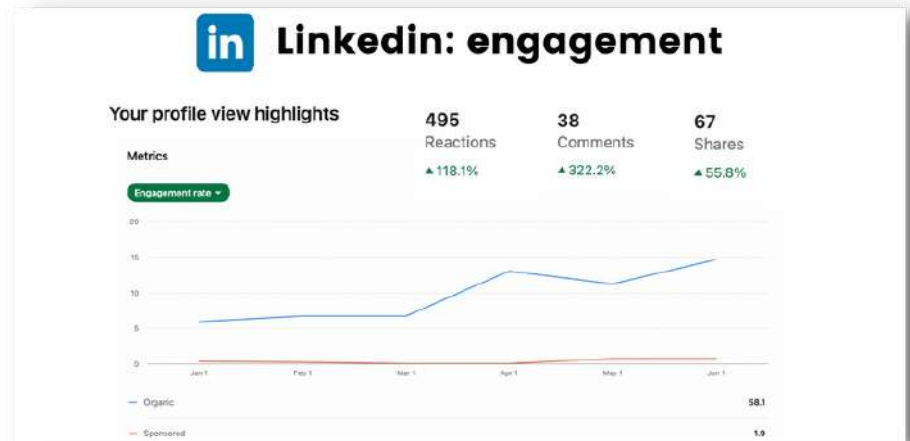 in Linkedin: engagement
Your profile view highlights
495 38 67
Reactions Comments Shares
▲118.1% ▲322.2% ▲55.8%
Metrics
Engagement rate ▾
20
15
10
5
0
Jan 1 Feb 1 Mar 1 Apr 1 May 1 Jun 1
Organic 58.1
Sponsored 1.9